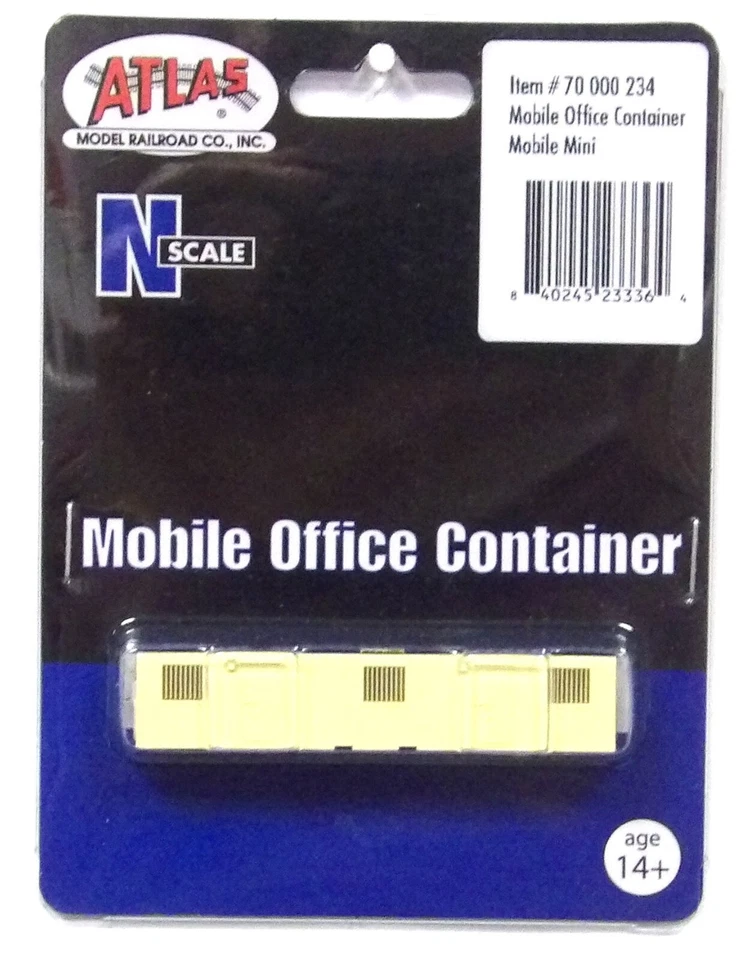 ATLAS
®
MODEL RAILROAD CO., INC.
Item # 70 000 234
Mobile Office Container
Mobile Mini
8 40245 23336 4
N SCALE
Mobile Office Container
age
14+